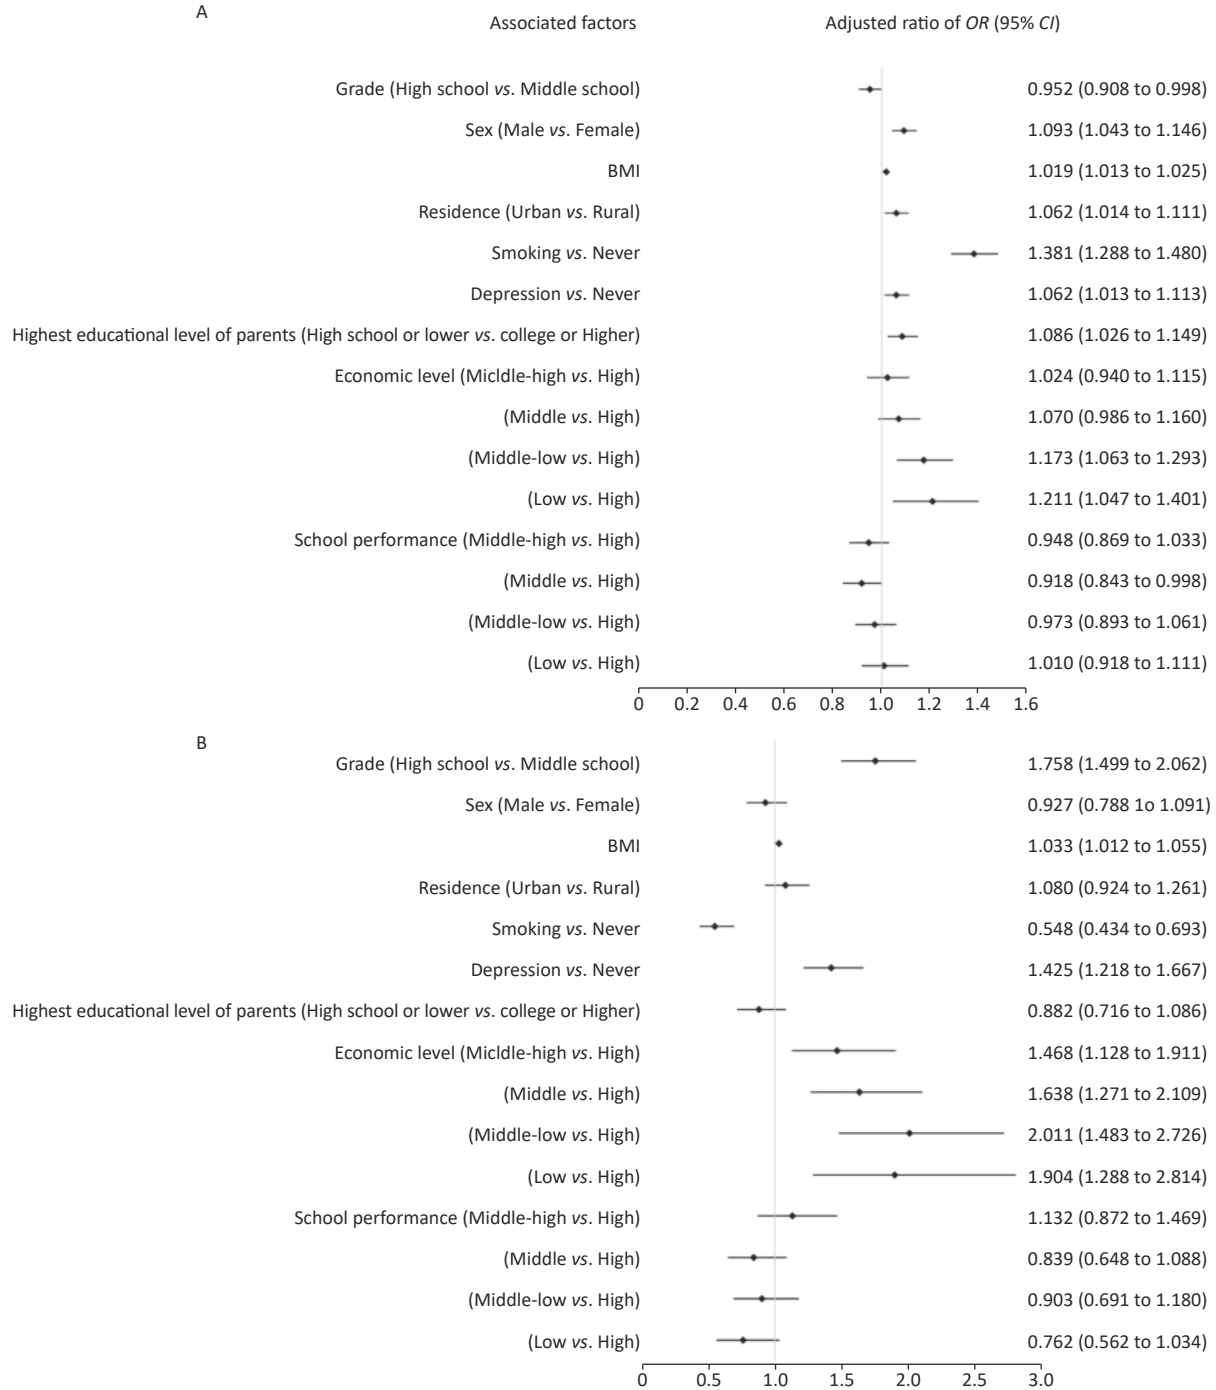 A
Associated factors Adjusted ratio of OR (95% CI)
Grade (High school vs. Middle school) 0.952 (0.908 to 0.998)
Sex (Male vs. Female) 1.093 (1.043 to 1.146)
BMI 1.019 (1.013 to 1.025)
Residence (Urban vs. Rural) 1.062 (1.014 to 1.111)
Smoking vs. Never 1.381 (1.288 to 1.480)
Depression vs. Never 1.062 (1.013 to 1.113)
Highest educational level of parents (High school or lower vs. college or Higher) 1.086 (1.026 to 1.149)
Economic level (Micldle-high vs. High) 1.024 (0.940 to 1.115)
(Middle vs. High) 1.070 (0.986 to 1.160)
(Middle-low vs. High) 1.173 (1.063 to 1.293)
(Low vs. High) 1.211 (1.047 to 1.401)
School performance (Middle-high vs. High) 0.948 (0.869 to 1.033)
(Middle vs. High) 0.918 (0.843 to 0.998)
(Middle-low vs. High) 0.973 (0.893 to 1.061)
(Low vs. High) 1.010 (0.918 to 1.111)
0 0.2 0.4 0.6 0.8 1.0 1.2 1.4 1.6
B
Grade (High school vs. Middle school) 1.758 (1.499 to 2.062)
Sex (Male vs. Female) 0.927 (0.788 1o 1.091)
BMI 1.033 (1.012 to 1.055)
Residence (Urban vs. Rural) 1.080 (0.924 to 1.261)
Smoking vs. Never 0.548 (0.434 to 0.693)
Depression vs. Never 1.425 (1.218 to 1.667)
Highest educational level of parents (High school or lower vs. college or Higher) 0.882 (0.716 to 1.086)
Economic level (Micldle-high vs. High) 1.468 (1.128 to 1.911)
(Middle vs. High) 1.638 (1.271 to 2.109)
(Middle-low vs. High) 2.011 (1.483 to 2.726)
(Low vs. High) 1.904 (1.288 to 2.814)
School performance (Middle-high vs. High) 1.132 (0.872 to 1.469)
(Middle vs. High) 0.839 (0.648 to 1.088)
(Middle-low vs. High) 0.903 (0.691 to 1.180)
(Low vs. High) 0.762 (0.562 to 1.034)
0 0.5 1.0 1.5 2.0 2.5 3.0